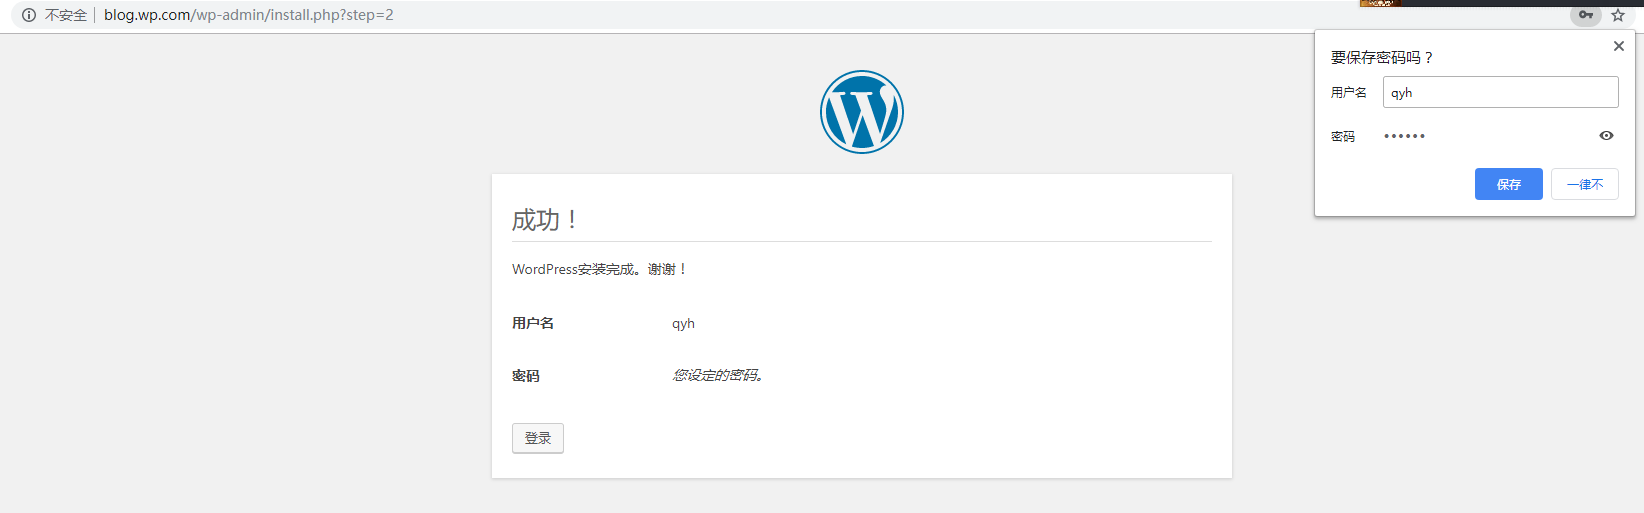 不安全 | blog.wp.com/wp-admin/install.php?step=2
要保存密码吗？
用户名 qyh
密码 ••••••
保存 一律不
成功！
WordPress安装完成。谢谢！
用户名 qyh
密码 您设定的密码。
登录